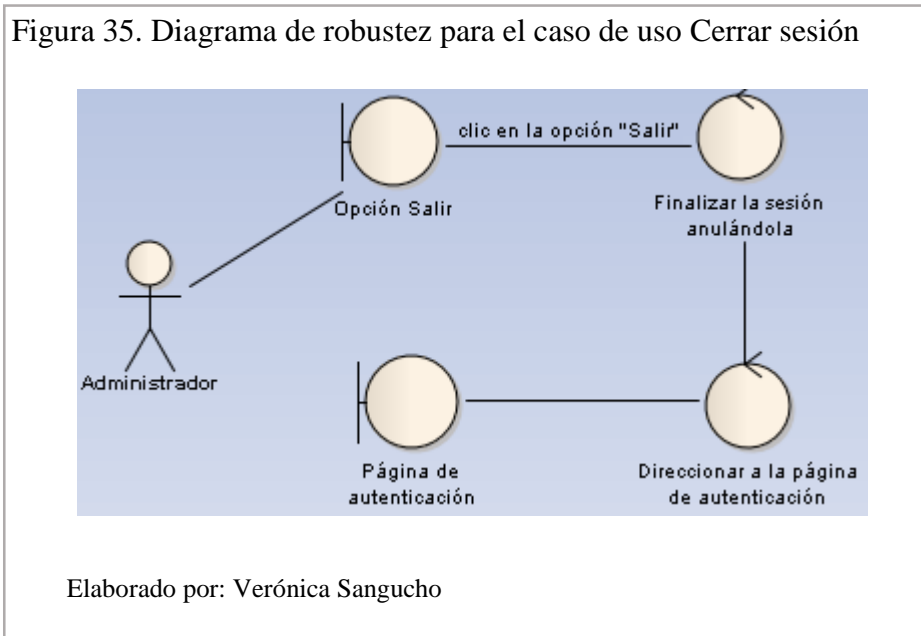 Figura 35. Diagrama de robustez para el caso de uso Cerrar sesión
clic en la opción "Salir"
Opción Salir
Finalizar la sesión
anulándola
Administrador
Página de
autenticación
Direccionar a la página
de autenticación
Elaborado por: Verónica Sangucho